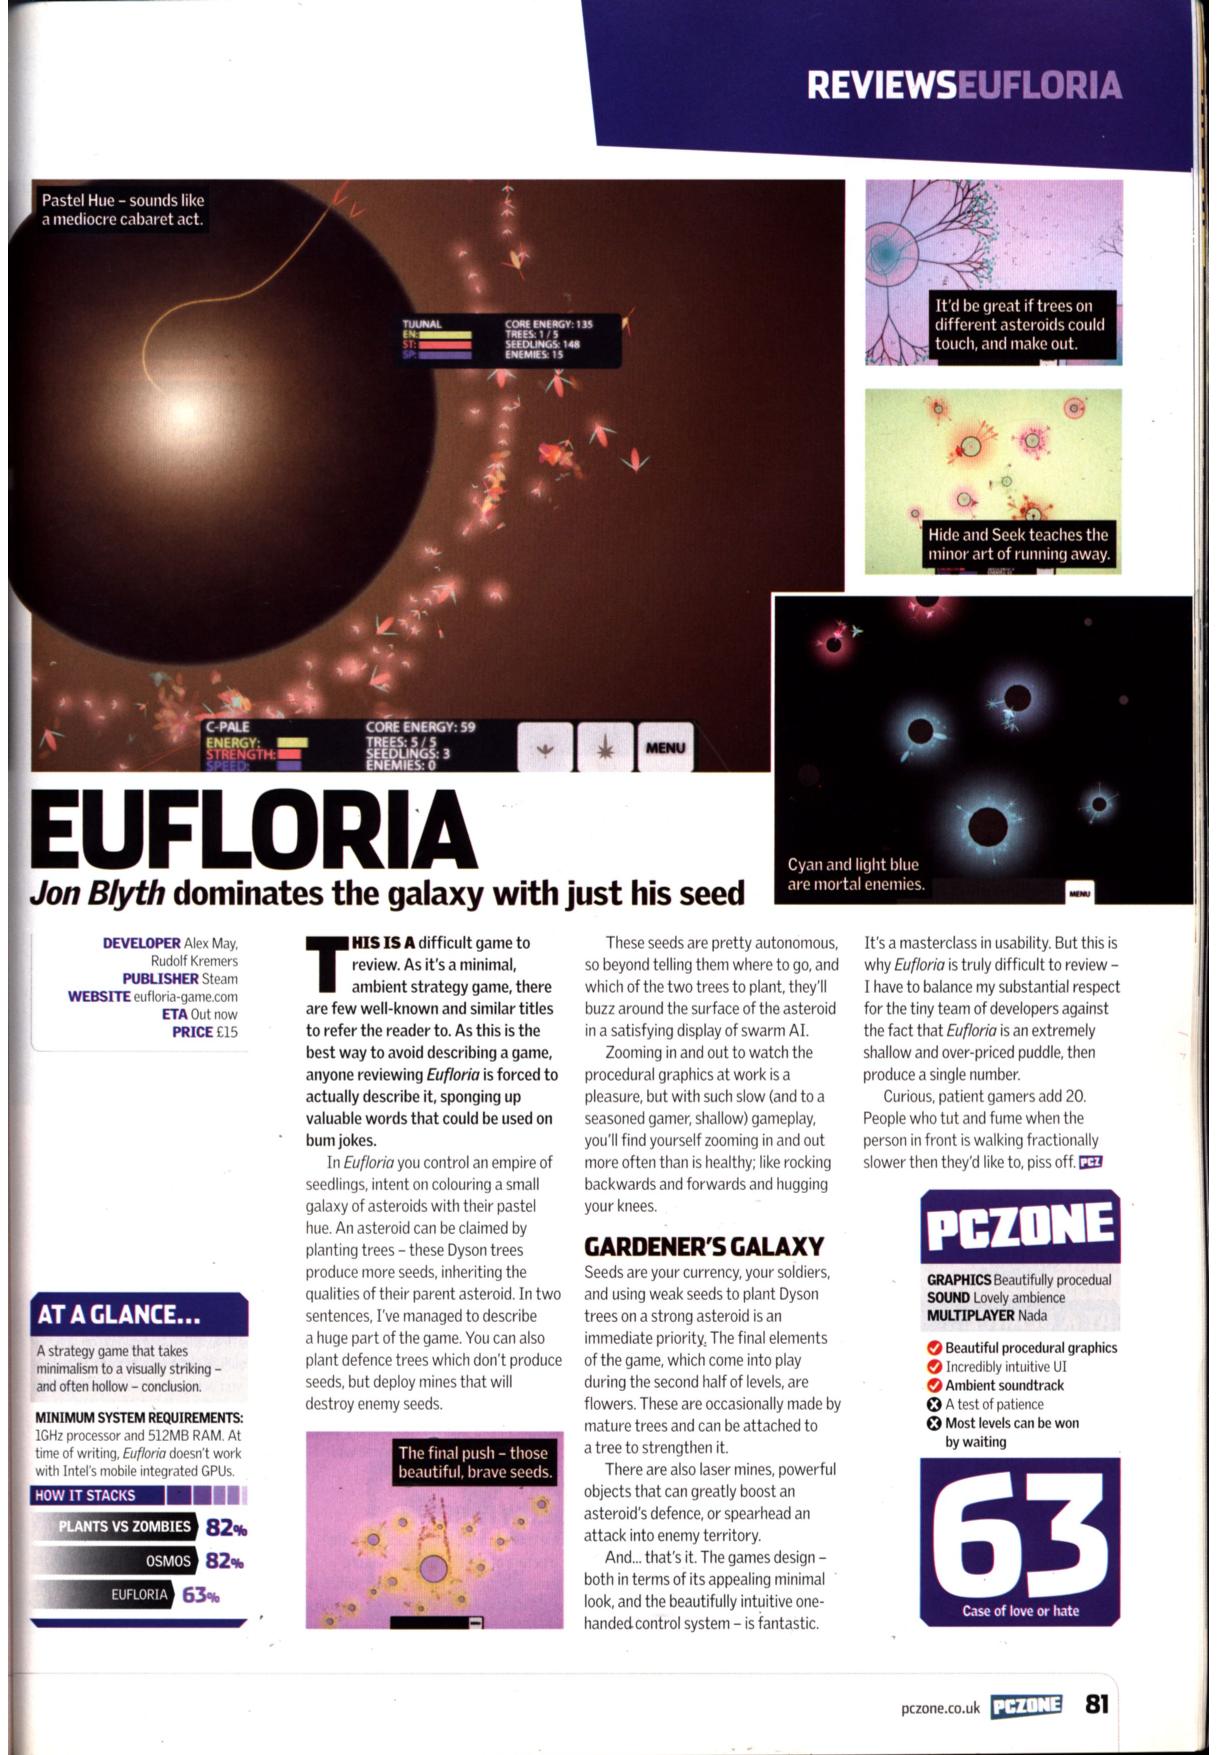 REVIEWSEUFLORIA
Pastel Hue – sounds like
a mediocre cabaret act.
TUUNAL
EN:
ST:
SP:
CORE ENERGY: 135
TREES: 1 / 5
SEEDLINGS: 148
ENEMIES: 15
It'd be great if trees on
different asteroids could
touch, and make out.
Hide and Seek teaches the
minor art of running away.
C-PALE
ENERGY:
STRENGTH:
SPEED:
CORE ENERGY: 59
TREES: 5 / 5
SEEDLINGS: 3
ENEMIES: 0
MENU
Cyan and light blue
are mortal enemies.
MENU
EUFLORIA
Jon Blyth dominates the galaxy with just his seed
DEVELOPER Alex May,
Rudolf Kremers
PUBLISHER Steam
WEBSITE eufloria-game.com
ETA Out now
PRICE £15
AT A GLANCE...
A strategy game that takes
minimalism to a visually striking –
and often hollow – conclusion.
MINIMUM SYSTEM REQUIREMENTS:
1GHz processor and 512MB RAM. At
time of writing, Eufloria doesn't work
with Intel's mobile integrated GPUs.
HOW IT STACKS
PLANTS VS ZOMBIES 82%
OSMOS 82%
EUFLORIA 63%
THIS IS A difficult game to
review. As it's a minimal,
ambient strategy game, there
are few well-known and similar titles
to refer the reader to. As this is the
best way to avoid describing a game,
anyone reviewing Eufloria is forced to
actually describe it, sponging up
valuable words that could be used on
bum jokes.
In Eufloria you control an empire of
seedlings, intent on colouring a small
galaxy of asteroids with their pastel
hue. An asteroid can be claimed by
planting trees – these Dyson trees
produce more seeds, inheriting the
qualities of their parent asteroid. In two
sentences, I've managed to describe
a huge part of the game. You can also
plant defence trees which don't produce
seeds, but deploy mines that will
destroy enemy seeds.
The final push – those
beautiful, brave seeds.
These seeds are pretty autonomous,
so beyond telling them where to go, and
which of the two trees to plant, they'll
buzz around the surface of the asteroid
in a satisfying display of swarm AI.
Zooming in and out to watch the
procedural graphics at work is a
pleasure, but with such slow (and to a
seasoned gamer, shallow) gameplay,
you'll find yourself zooming in and out
more often than is healthy; like rocking
backwards and forwards and hugging
your knees.
GARDENER'S GALAXY
Seeds are your currency, your soldiers,
and using weak seeds to plant Dyson
trees on a strong asteroid is an
immediate priority. The final elements
of the game, which come into play
during the second half of levels, are
flowers. These are occasionally made by
mature trees and can be attached to
a tree to strengthen it.
There are also laser mines, powerful
objects that can greatly boost an
asteroid's defence, or spearhead an
attack into enemy territory.
And... that's it. The games design –
both in terms of its appealing minimal
look, and the beautifully intuitive one-
handed control system – is fantastic.
It's a masterclass in usability. But this is
why Eufloria is truly difficult to review –
I have to balance my substantial respect
for the tiny team of developers against
the fact that Eufloria is an extremely
shallow and over-priced puddle, then
produce a single number.
Curious, patient gamers add 20.
People who tut and fume when the
person in front is walking fractionally
slower then they'd like to, piss off. PCZ
PCZONE
GRAPHICS Beautifully procedual
SOUND Lovely ambience
MULTIPLAYER Nada
Beautiful procedural graphics
Incredibly intuitive UI
Ambient soundtrack
A test of patience
Most levels can be won
by waiting
63
Case of love or hate
pczone.co.uk PCZONE 81